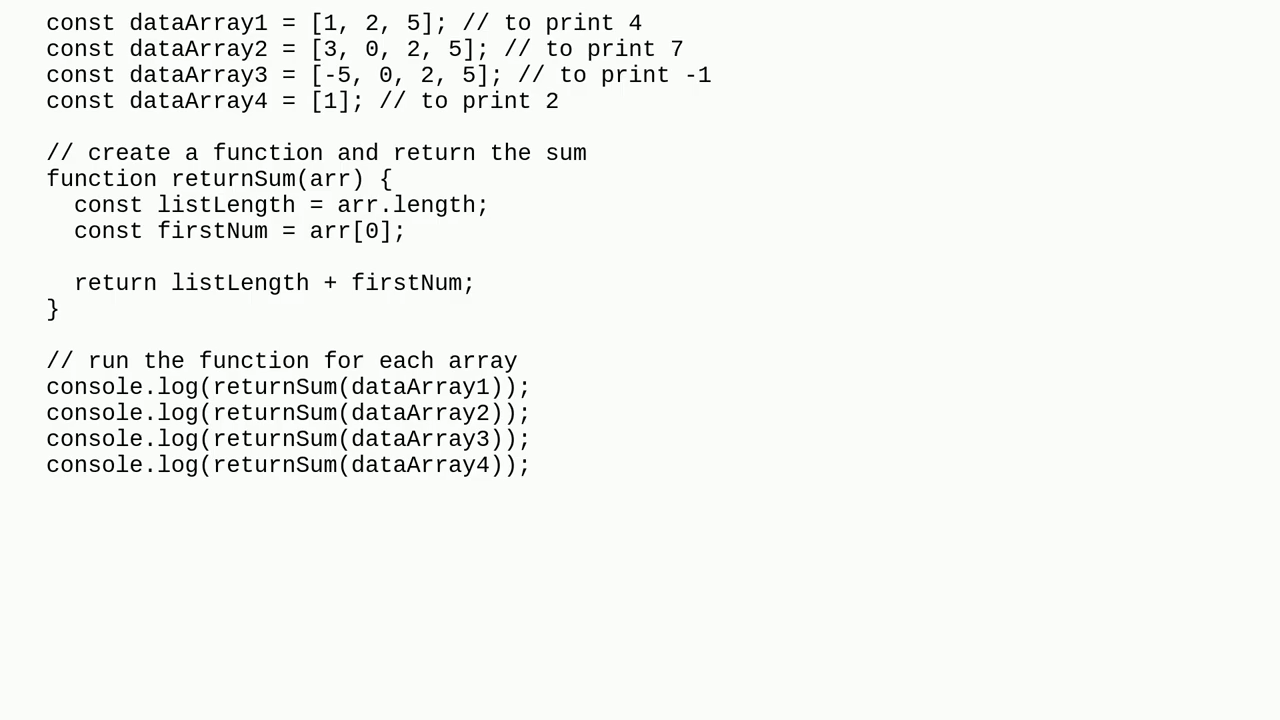 const dataArray1 = [1, 2, 5]; // to print 4
const dataArray2 = [3, 0, 2, 5]; // to print 7
const dataArray3 = [-5, 0, 2, 5]; // to print -1
const dataArray4 = [1]; // to print 2

// create a function and return the sum
function returnSum(arr) {
  const listLength = arr.length;
  const firstNum = arr[0];

  return listLength + firstNum;
}

// run the function for each array
console.log(returnSum(dataArray1));
console.log(returnSum(dataArray2));
console.log(returnSum(dataArray3));
console.log(returnSum(dataArray4));